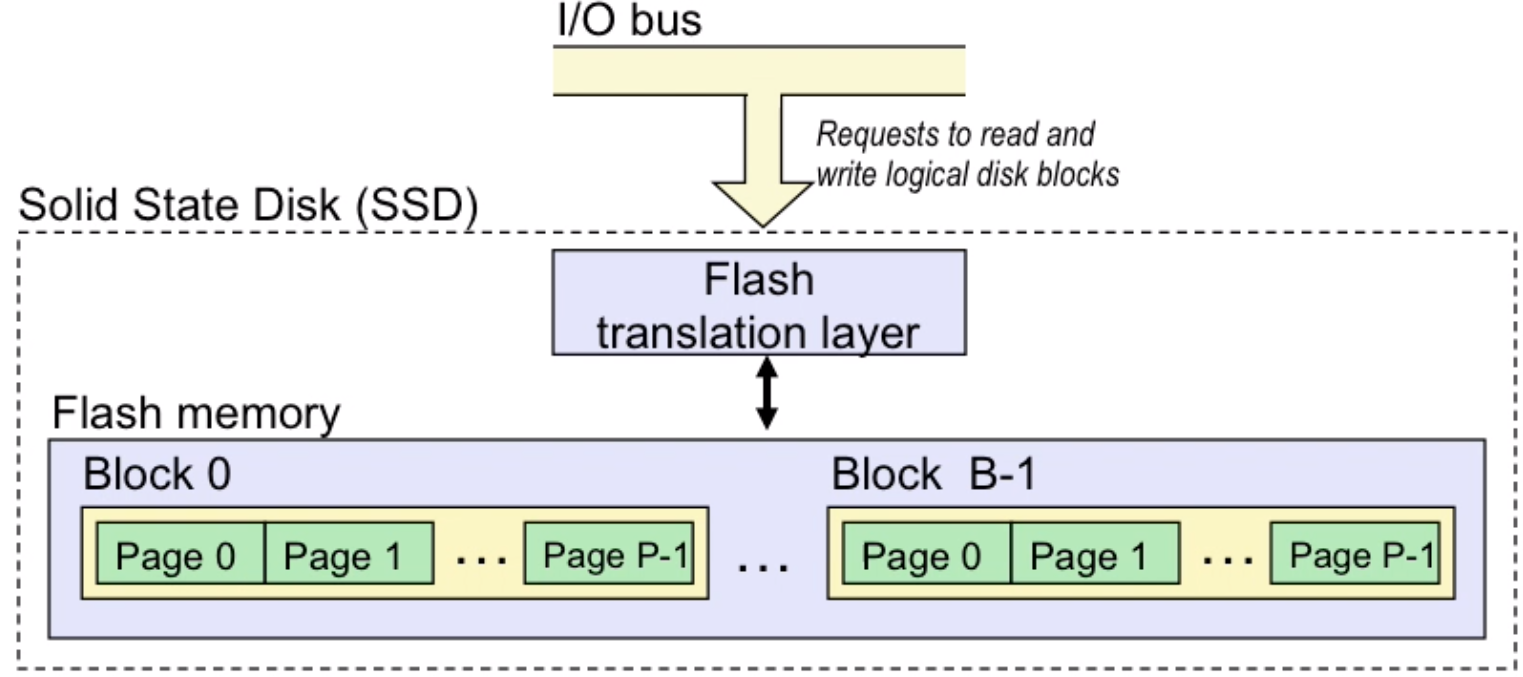 I/O bus
Requests to read and
write logical disk blocks
Solid State Disk (SSD)
Flash
translation layer
Flash memory
Block 0
Block B-1
Page 0 Page 1 ... Page P-1 ... Page 0 Page 1 ... Page P-1